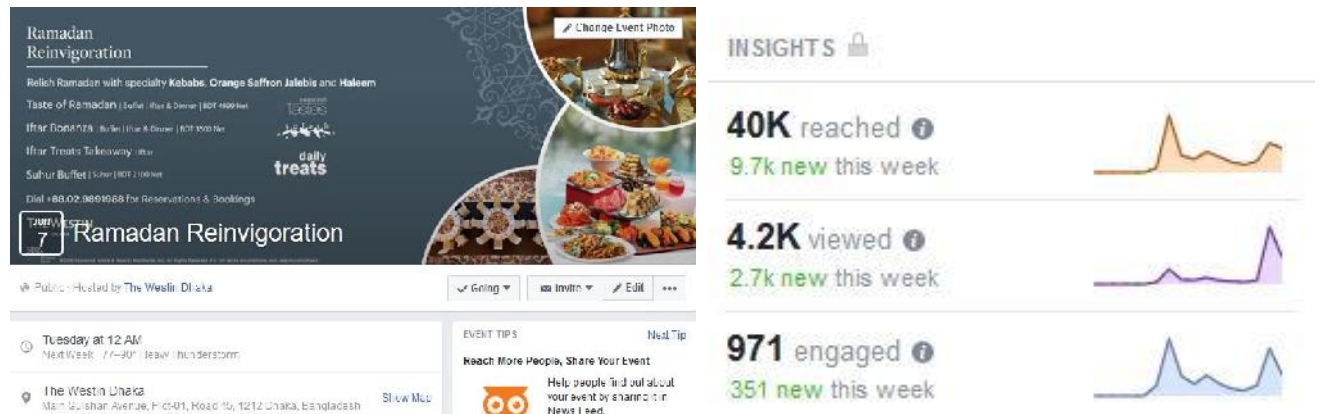 Ramadan
Reinvigoration
Change Event Photo
Relish Ramadan with specialty Kababs, Orange Saffron Jalebis and Haleem
Taste of Ramadan | Buffet | Iftar & Dinner | BDT 4999 Net
Iftar Bonanza | Buffet | Iftar & Dinner | BDT 3500 Net
Iftar Treats Takeaway | Iftar
daily
treats
Suhur Buffet | Suhur | BDT 2100 Net
Dial +88.02.9891988 for Reservations & Bookings
THE WESTIN
JUN
7
Ramadan Reinvigoration
Public · Hosted by The Westin Dhaka
Going
Invite
Edit
Tuesday at 12 AM
Next Week · 77–90° Heavy Thunderstorm
The Westin Dhaka
Main Gulshan Avenue, Plot-01, Road 45, 1212 Dhaka, Bangladesh
Show Map
EVENT TIPS
Next Tip
Reach More People, Share Your Event
Help people find out about
your event by sharing it in
News Feed.
INSIGHTS
40K reached
9.7k new this week
4.2K viewed
2.7k new this week
971 engaged
351 new this week